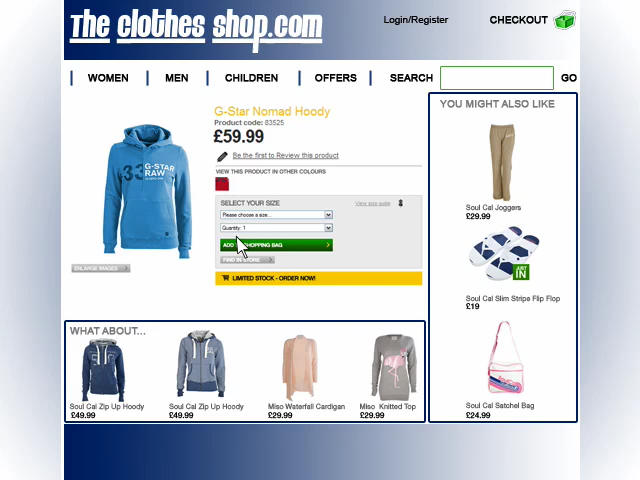 The clothes shop.com
Login/Register
CHECKOUT
WOMEN
MEN
CHILDREN
OFFERS
SEARCH
GO
G-Star Nomad Hoody
Product code: 83525
£59.99
Be the first to Review this product
VIEW THIS PRODUCT IN OTHER COLOURS
SELECT YOUR SIZE
View size guide
Please choose a size...
Quantity: 1
ADD SHOPPING BAG
FIND IN STORE
LIMITED STOCK - ORDER NOW!
33 G-STAR
RAW
ENLARGE IMAGES
YOU MIGHT ALSO LIKE
Soul Cal Joggers
£29.99
JUST
IN
Soul Cal Slim Stripe Flip Flop
£19
Soul Cal Satchel Bag
£24.99
WHAT ABOUT...
Soul Cal Zip Up Hoody
£49.99
Soul Cal Zip Up Hoody
£49.99
Miso Waterfall Cardigan
£29.99
Miso Knitted Top
£29.99